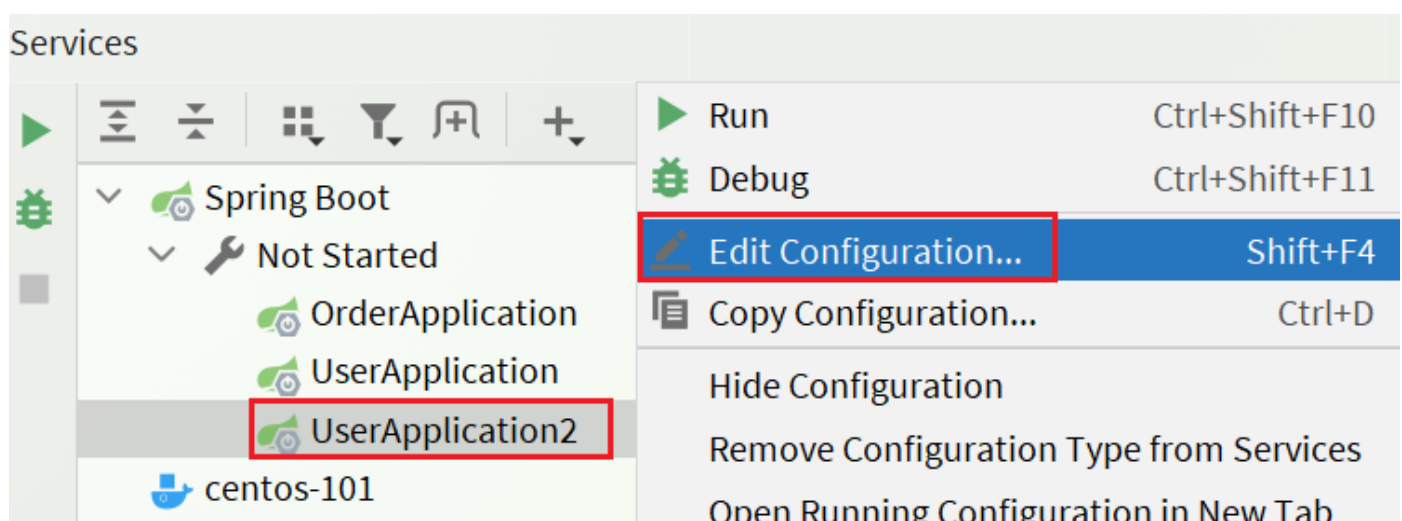 Services
Run Ctrl+Shift+F10
Debug Ctrl+Shift+F11
Spring Boot
Edit Configuration... Shift+F4
Not Started
OrderApplication
Copy Configuration... Ctrl+D
UserApplication
Hide Configuration
UserApplication2
Remove Configuration Type from Services
centos-101
Open Running Configuration in New Tab